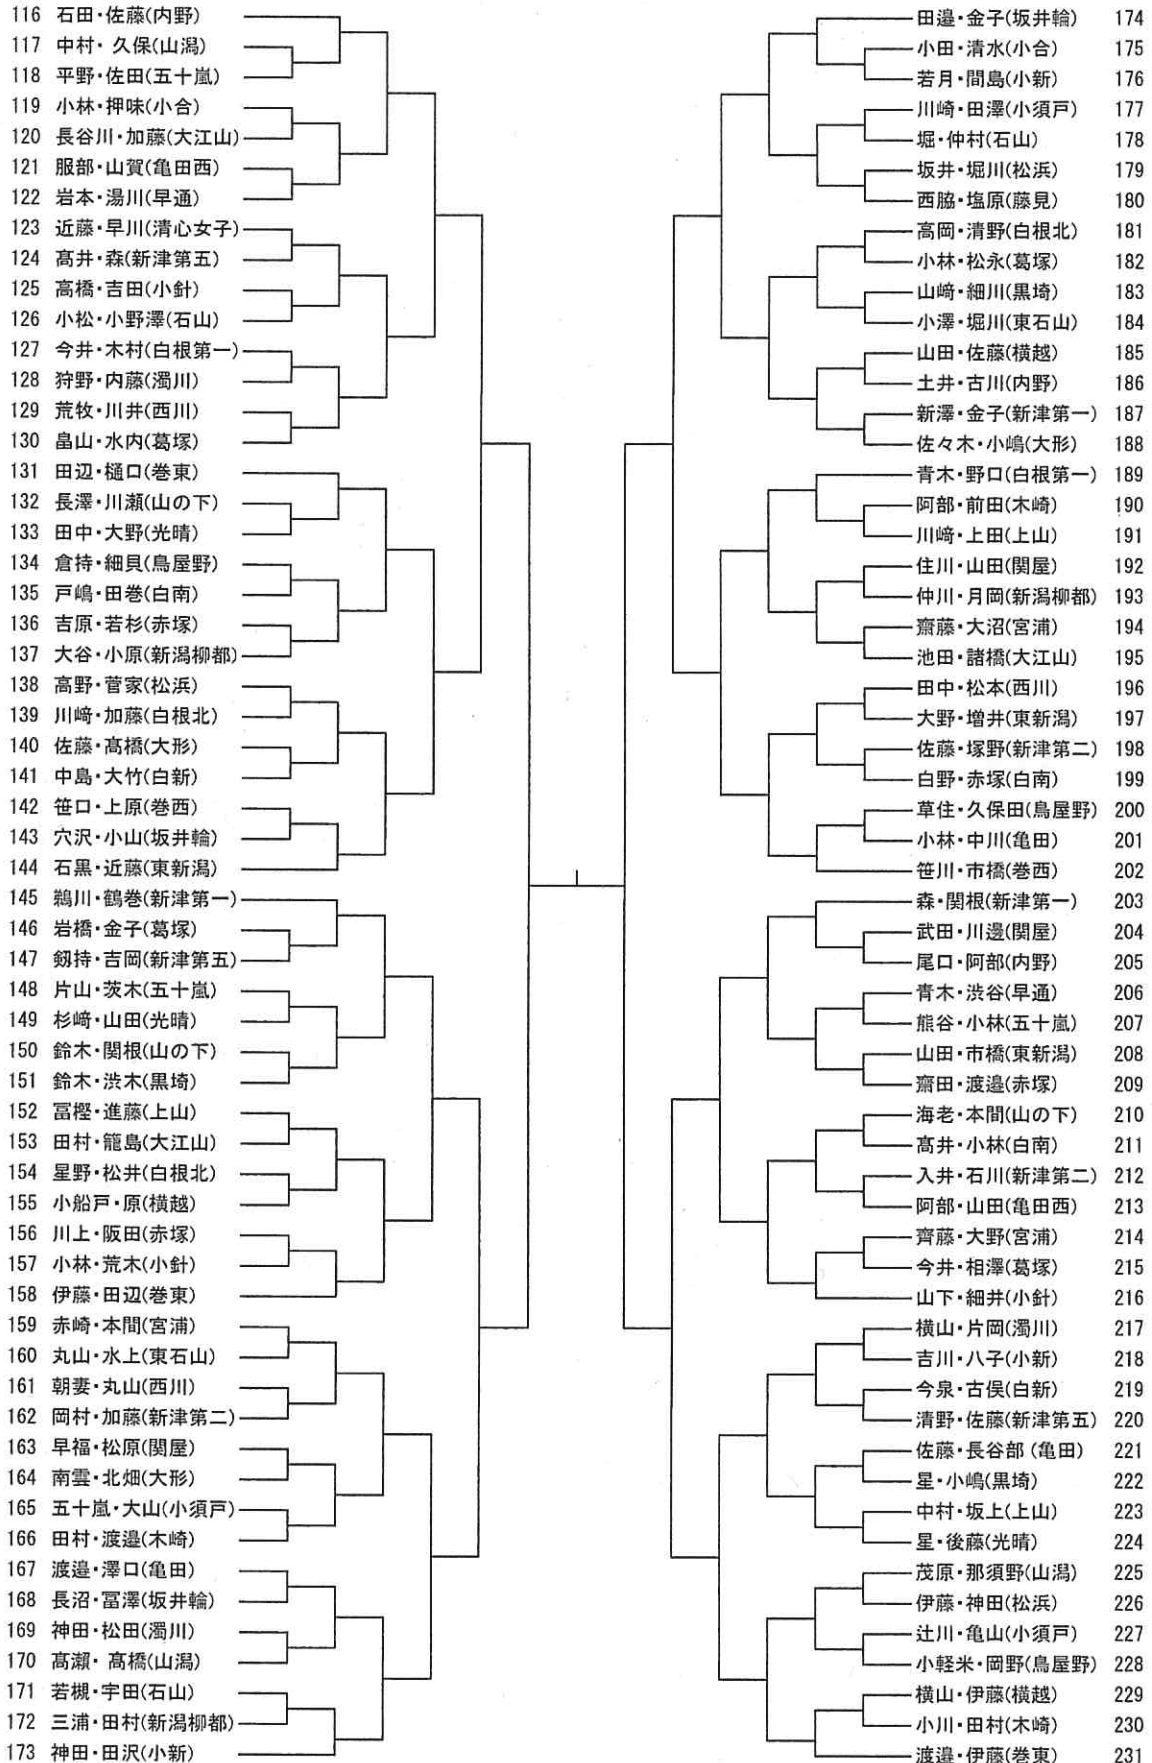 116 石田・佐藤(内野)
117 中村・久保(山潟)
118 平野・佐田(五十嵐)
119 小林・押味(小合)
120 長谷川・加藤(大江山)
121 服部・山賀(亀田西)
122 岩本・湯川(早通)
123 近藤・早川(清心女子)
124 髙井・森(新津第五)
125 高橋・吉田(小針)
126 小松・小野澤(石山)
127 今井・木村(白根第一)
128 狩野・内藤(濁川)
129 荒牧・川井(西川)
130 畠山・水内(葛塚)
131 田辺・樋口(巻東)
132 長澤・川瀬(山の下)
133 田中・大野(光晴)
134 倉持・細貝(鳥屋野)
135 戸嶋・田巻(白南)
136 吉原・若杉(赤塚)
137 大谷・小原(新潟柳都)
138 高野・菅家(松浜)
139 川﨑・加藤(白根北)
140 佐藤・髙橋(大形)
141 中島・大竹(白新)
142 笹口・上原(巻西)
143 穴沢・小山(坂井輪)
144 石黒・近藤(東新潟)
145 鵜川・鶴巻(新津第一)
146 岩橋・金子(葛塚)
147 剱持・吉岡(新津第五)
148 片山・茨木(五十嵐)
149 杉﨑・山田(光晴)
150 鈴木・関根(山の下)
151 鈴木・渋木(黒埼)
152 冨樫・進藤(上山)
153 田村・籠島(大江山)
154 星野・松井(白根北)
155 小船戸・原(横越)
156 川上・阪田(赤塚)
157 小林・荒木(小針)
158 伊藤・田辺(巻東)
159 赤崎・本間(宮浦)
160 丸山・水上(東石山)
161 朝妻・丸山(西川)
162 岡村・加藤(新津第二)
163 早福・松原(関屋)
164 南雲・北畑(大形)
165 五十嵐・大山(小須戸)
166 田村・渡邉(木崎)
167 渡邉・澤口(亀田)
168 長沼・冨澤(坂井輪)
169 神田・松田(濁川)
170 髙瀨・髙橋(山潟)
171 若槻・宇田(石山)
172 三浦・田村(新潟柳都)
173 神田・田沢(小新)
田邉・金子(坂井輪) 174
小田・清水(小合) 175
若月・間島(小新) 176
川崎・田澤(小須戸) 177
堀・仲村(石山) 178
坂井・堀川(松浜) 179
西脇・塩原(藤見) 180
高岡・清野(白根北) 181
小林・松永(葛塚) 182
山﨑・細川(黒埼) 183
小澤・堀川(東石山) 184
山田・佐藤(横越) 185
土井・古川(内野) 186
新澤・金子(新津第一) 187
佐々木・小嶋(大形) 188
青木・野口(白根第一) 189
阿部・前田(木崎) 190
川﨑・上田(上山) 191
住川・山田(関屋) 192
仲川・月岡(新潟柳都) 193
齋藤・大沼(宮浦) 194
池田・諸橋(大江山) 195
田中・松本(西川) 196
大野・増井(東新潟) 197
佐藤・塚野(新津第二) 198
白野・赤塚(白南) 199
草住・久保田(鳥屋野) 200
小林・中川(亀田) 201
笹川・市橋(巻西) 202
森・関根(新津第一) 203
武田・川邊(関屋) 204
尾口・阿部(内野) 205
青木・渋谷(早通) 206
熊谷・小林(五十嵐) 207
山田・市橋(東新潟) 208
齋田・渡邉(赤塚) 209
海老・本間(山の下) 210
髙井・小林(白南) 211
入井・石川(新津第二) 212
阿部・山田(亀田西) 213
齊藤・大野(宮浦) 214
今井・相澤(葛塚) 215
山下・細井(小針) 216
横山・片岡(濁川) 217
吉川・八子(小新) 218
今泉・古俣(白新) 219
清野・佐藤(新津第五) 220
佐藤・長谷部(亀田) 221
星・小嶋(黒埼) 222
中村・坂上(上山) 223
星・後藤(光晴) 224
茂原・那須野(山潟) 225
伊藤・神田(松浜) 226
辻川・亀山(小須戸) 227
小軽米・岡野(鳥屋野) 228
横山・伊藤(横越) 229
小川・田村(木崎) 230
渡邉・伊藤(巻東) 231